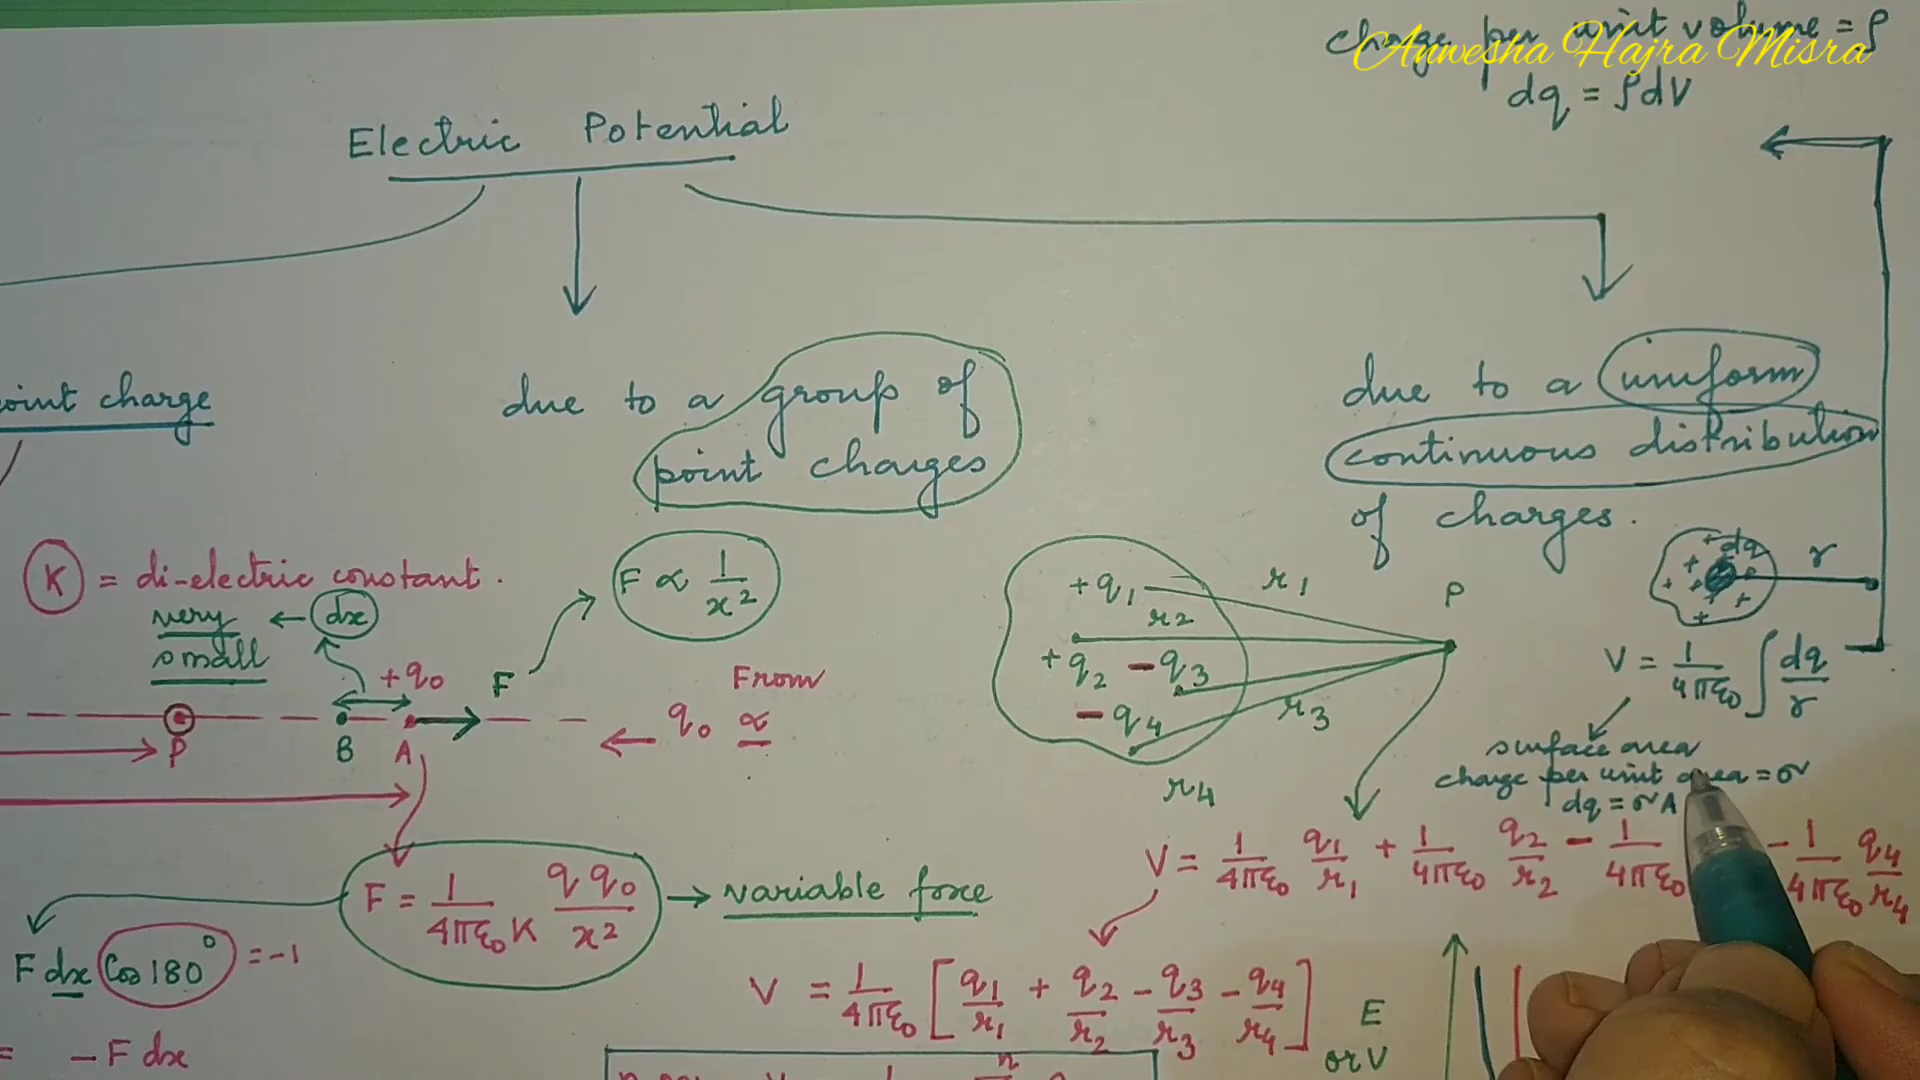 charge per unit volume = ρ
Anwesha Hajra Misra
dq = ρdV
Electric Potential
oint charge
due to a group of
point charges
due to a uniform
continuous distribution
of charges.
K = di-electric constant.
very ← dx
small
F ∝ 1/x²
+q₀
F
From
q₀ ∝
P
B
A
+q₁
r₁
r₂
+q₂
-q₃
r₃
-q₄
r₄
P
+ dq
+ + + + + +
r
V = 1/4πε₀ ∫ dq/r
surface area
charge per unit area = σ
dq = σA
V = 1/4πε₀ q₁/r₁ + 1/4πε₀ q₂/r₂ - 1/4πε₀ - 1/4πε₀ q₄/r₄
F = 1/4πε₀K qq₀/x² → variable force
F dx Cos 180° = -1
V = 1/4πε₀ [q₁/r₁ + q₂/r₂ - q₃/r₃ - q₄/r₄]
= -F dx
E
or V